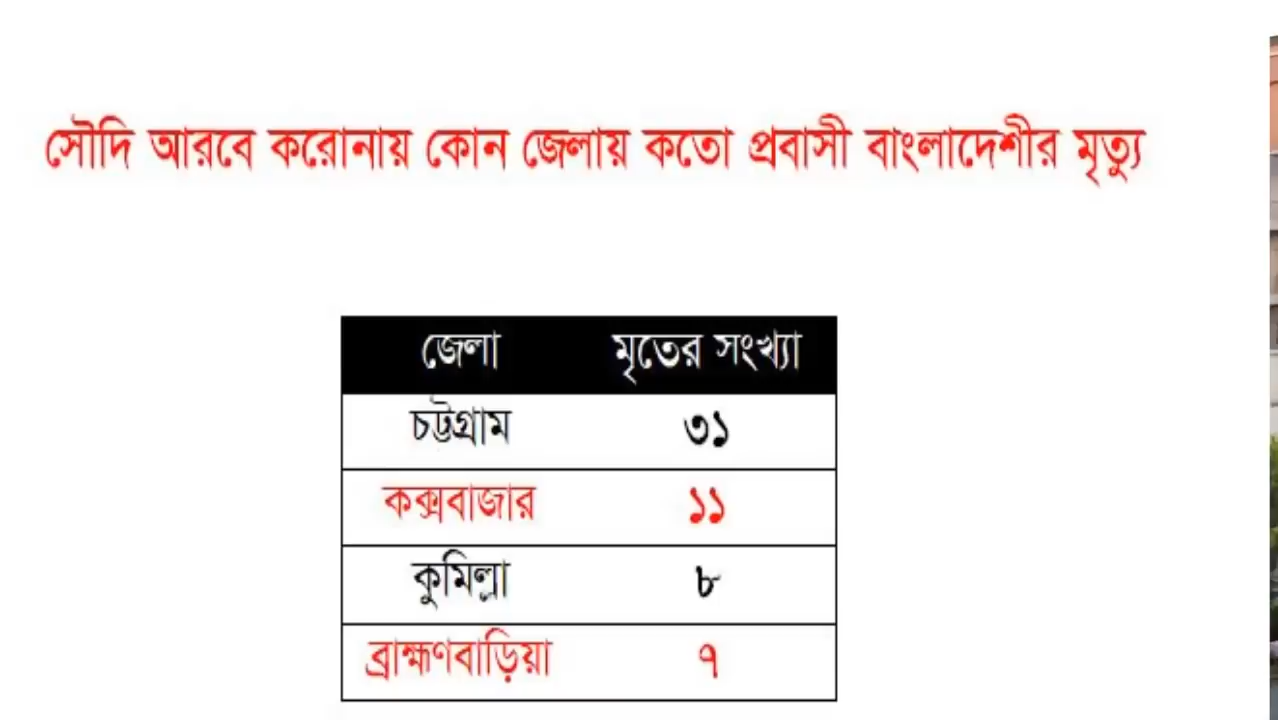 সৌদি আরবে করোনায় কোন জেলায় কতো প্রবাসী বাংলাদেশীর মৃত্যু
জেলা মৃতের সংখ্যা
চট্টগ্রাম ৩১
কক্সবাজার ১১
কুমিল্লা ৮
ব্রাহ্মণবাড়িয়া ৭